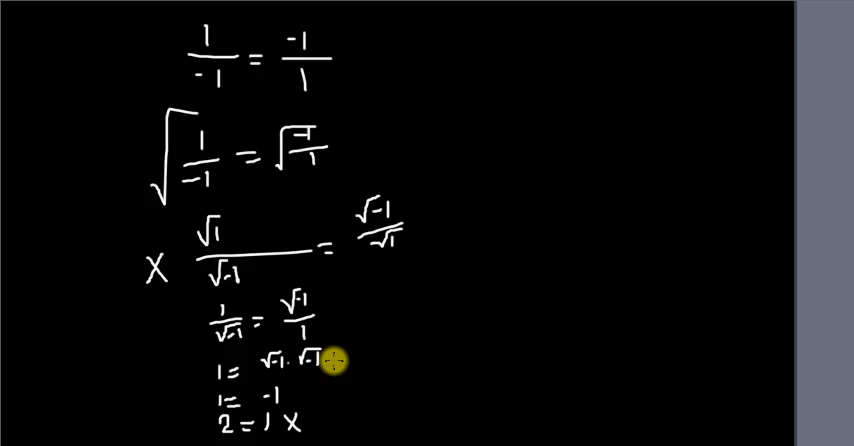 1/-1 = -1/1
√(1/-1) = √(-1/1)
X √1/√-1 = √-1/√1
1/√-1 = √-1/1
1 = √-1 · √-1
1 = -1
2 = 1 X